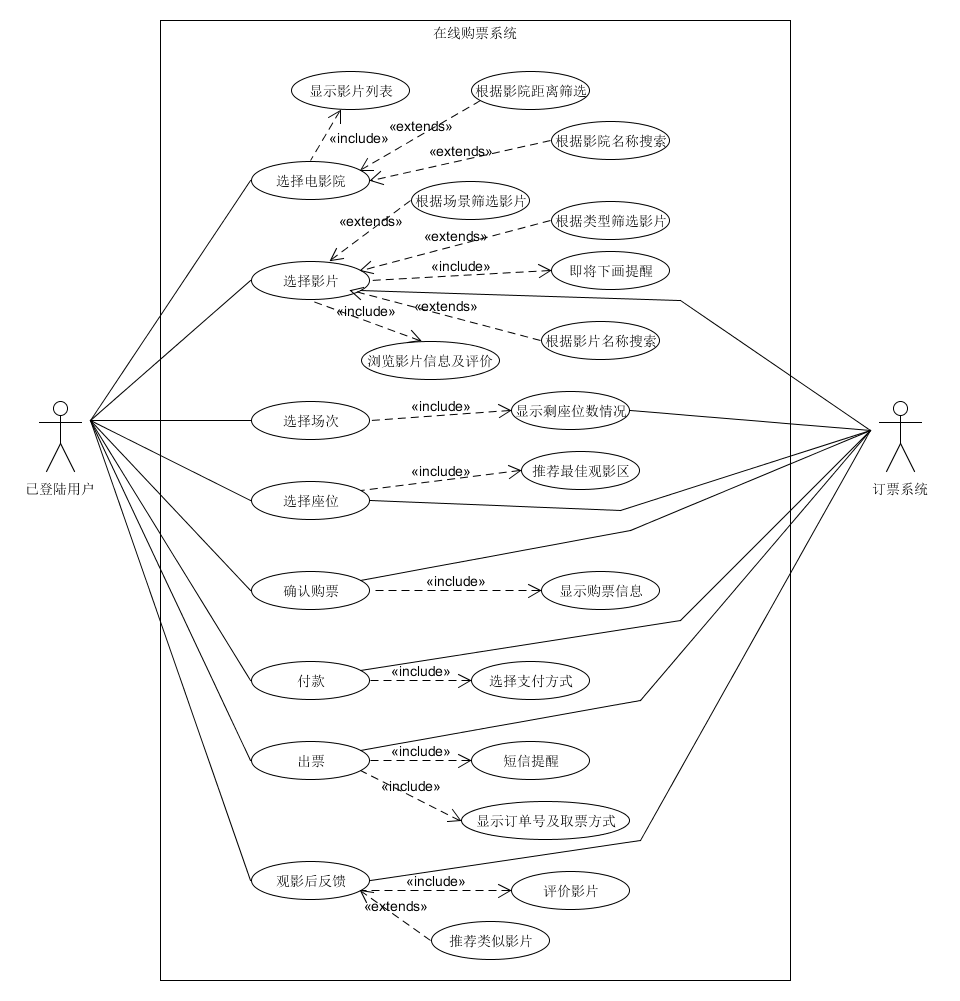 在线购票系统
显示影片列表
根据影院距离筛选
«extends»
«include»
根据影院名称搜索
«extends»
选择电影院
根据场景筛选影片
«extends»
根据类型筛选影片
«extends»
«include»
即将下画提醒
选择影片
«extends»
«include»
根据影片名称搜索
浏览影片信息及评价
选择场次
«include»
显示剩座位数情况
«include»
推荐最佳观影区
已登陆用户
订票系统
选择座位
«include»
确认购票
显示购票信息
«include»
付款
选择支付方式
«include»
出票
短信提醒
«include»
显示订单号及取票方式
观影后反馈
«include»
评价影片
«extends»
推荐类似影片